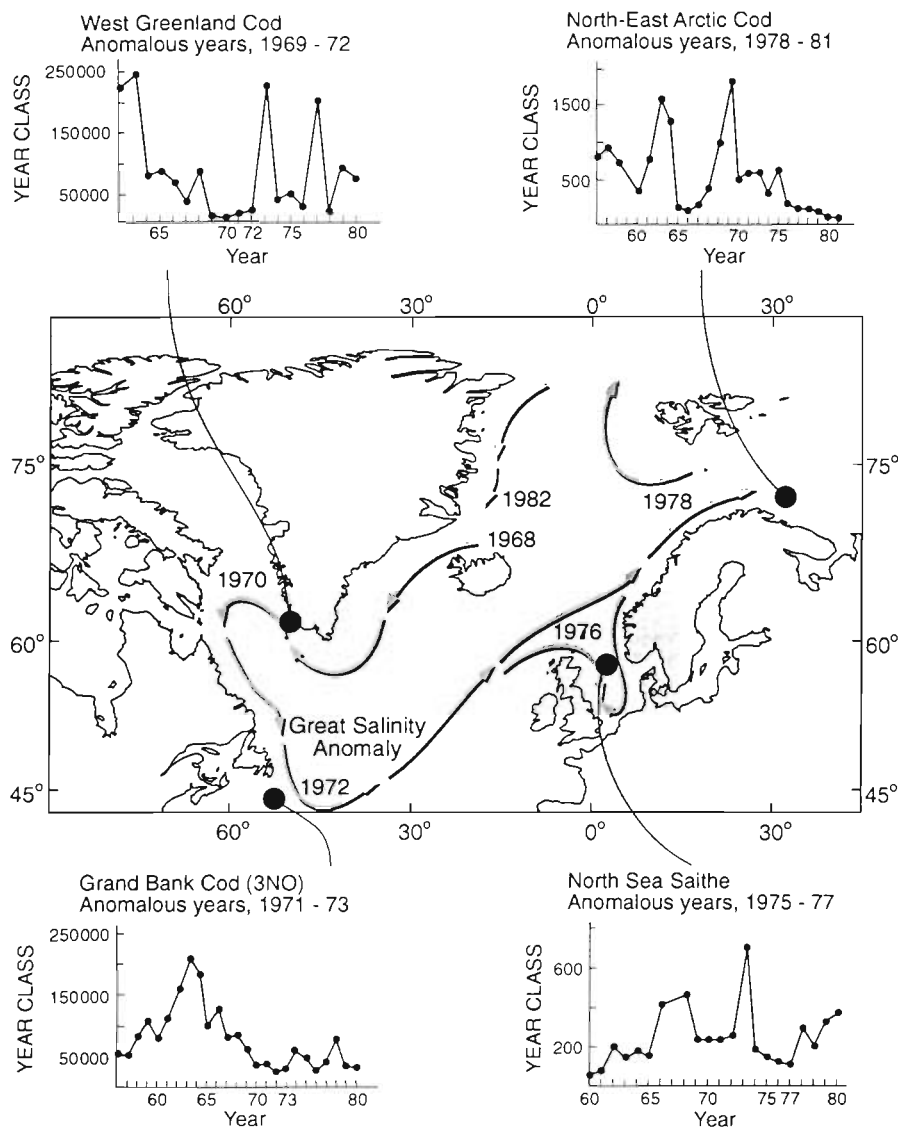 West Greenland Cod
Anomalous years, 1969 - 72
YEAR CLASS
250000
150000
50000
65 70 72 75 80
Year
North-East Arctic Cod
Anomalous years, 1978 - 81
YEAR CLASS
1500
500
60 65 70 75 80
Year
60° 30° 0° 30°
75° 75°
1982
1978
1968
1970
60° 60°
1976
Great Salinity
Anomaly
1972
45° 45°
60° 30° 0° 30°
Grand Bank Cod (3NO)
Anomalous years, 1971 - 73
YEAR CLASS
250000
150000
50000
60 65 70 73 80
Year
North Sea Saithe
Anomalous years, 1975 - 77
YEAR CLASS
600
200
60 65 70 75 77 80
Year